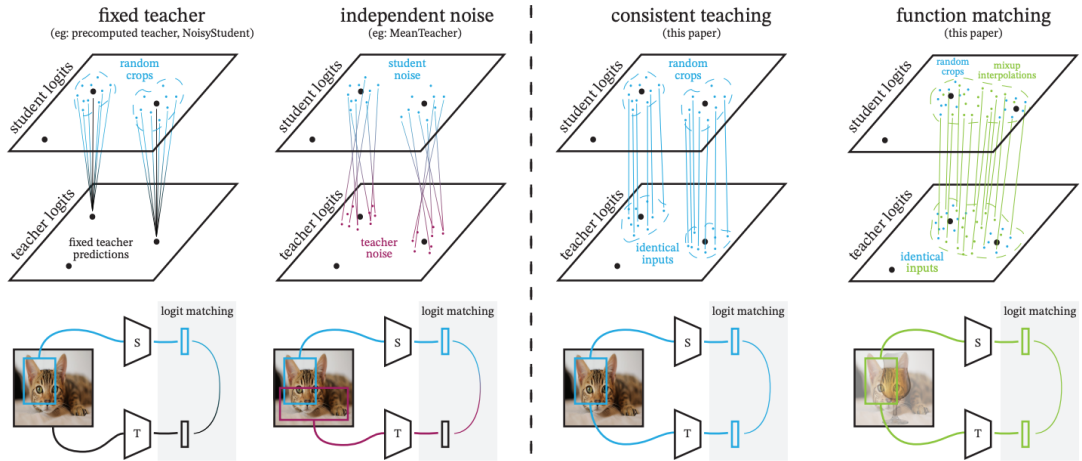 fixed teacher
(eg: precomputed teacher, NoisyStudent)
student logits
random
crops
teacher logits
fixed teacher
predictions
logit matching
S
T
independent noise
(eg: MeanTeacher)
student logits
student
noise
teacher logits
teacher
noise
logit matching
S
T
consistent teaching
(this paper)
student logits
random
crops
teacher logits
identical
inputs
logit matching
S
T
function matching
(this paper)
student logits
random
crops
mixup
interpolations
teacher logits
identical
inputs
logit matching
S
T